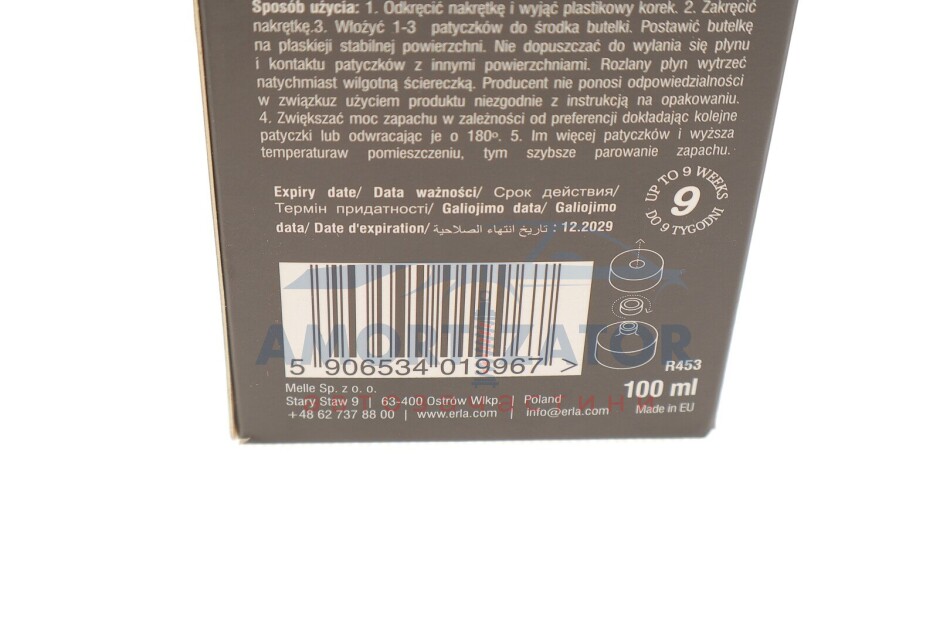 Sposób użycia: 1. Odkręcić nakrętkę i wyjąć plastikowy korek. 2. Zakręcić
nakrętkę.3. Włożyć 1-3 patyczków do środka butelki. Postawić butelkę
na płaskieji stabilnej powierzchni. Nie dopuszczać do wylania się płynu
i kontaktu patyczków z innymi powierzchniami. Rozlany płyn wytrzeć
natychmiast wilgotną ściereczką. Producent nie ponosi odpowiedzialności
w związkuz użyciem produktu niezgodnie z instrukcją na opakowaniu.
4. Zwiększać moc zapachu w zależności od preferencji dokładając kolejne
patyczki lub odwracając je o 180º. 5. Im więcej patyczków i wyższa
temperaturaw pomieszczeniu, tym szybsze parowanie zapachu.
Expiry date/ Data ważności/ Срок действия/
Термін придатності/ Galiojimo data/ Galiojimo
data/ Date d'expiration/ تاريخ انتهاء الصلاحية : 12.2029
UP TO 9 WEEKS
9
DO 9 TYGODNI
AMORTIZATOR
5 906534 019967 >
R453
100 ml
Made in EU
Melle Sp. z o. o.
Stary Staw 9 | 63-400 Ostrów Wlkp. | Poland
+48 62 737 88 00 | www.erla.com | info@erla.com